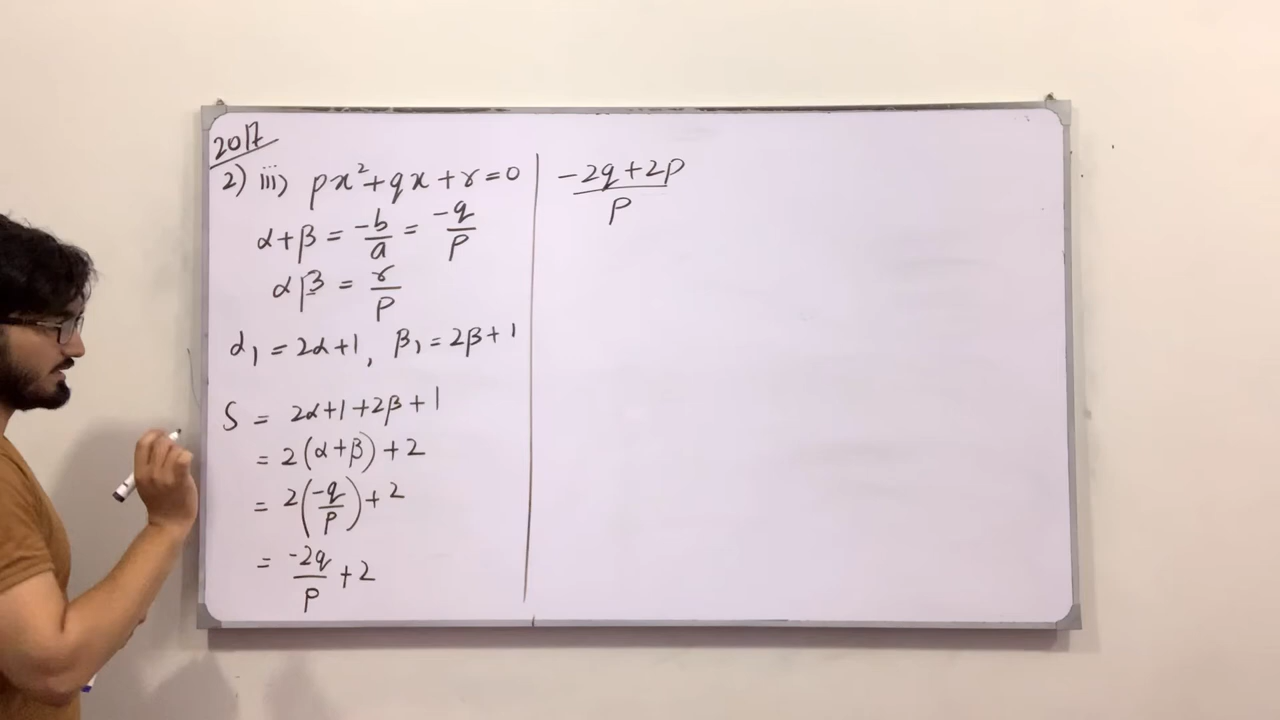 2017
2) iii) px²+qx+r=0
α+β = -b/a = -q/p
αβ = r/p
α₁ = 2α+1, β₁ = 2β+1
S = 2α+1+2β+1
= 2(α+β)+2
= 2(-q/p)+2
= -2q/p +2
-2q+2p/p